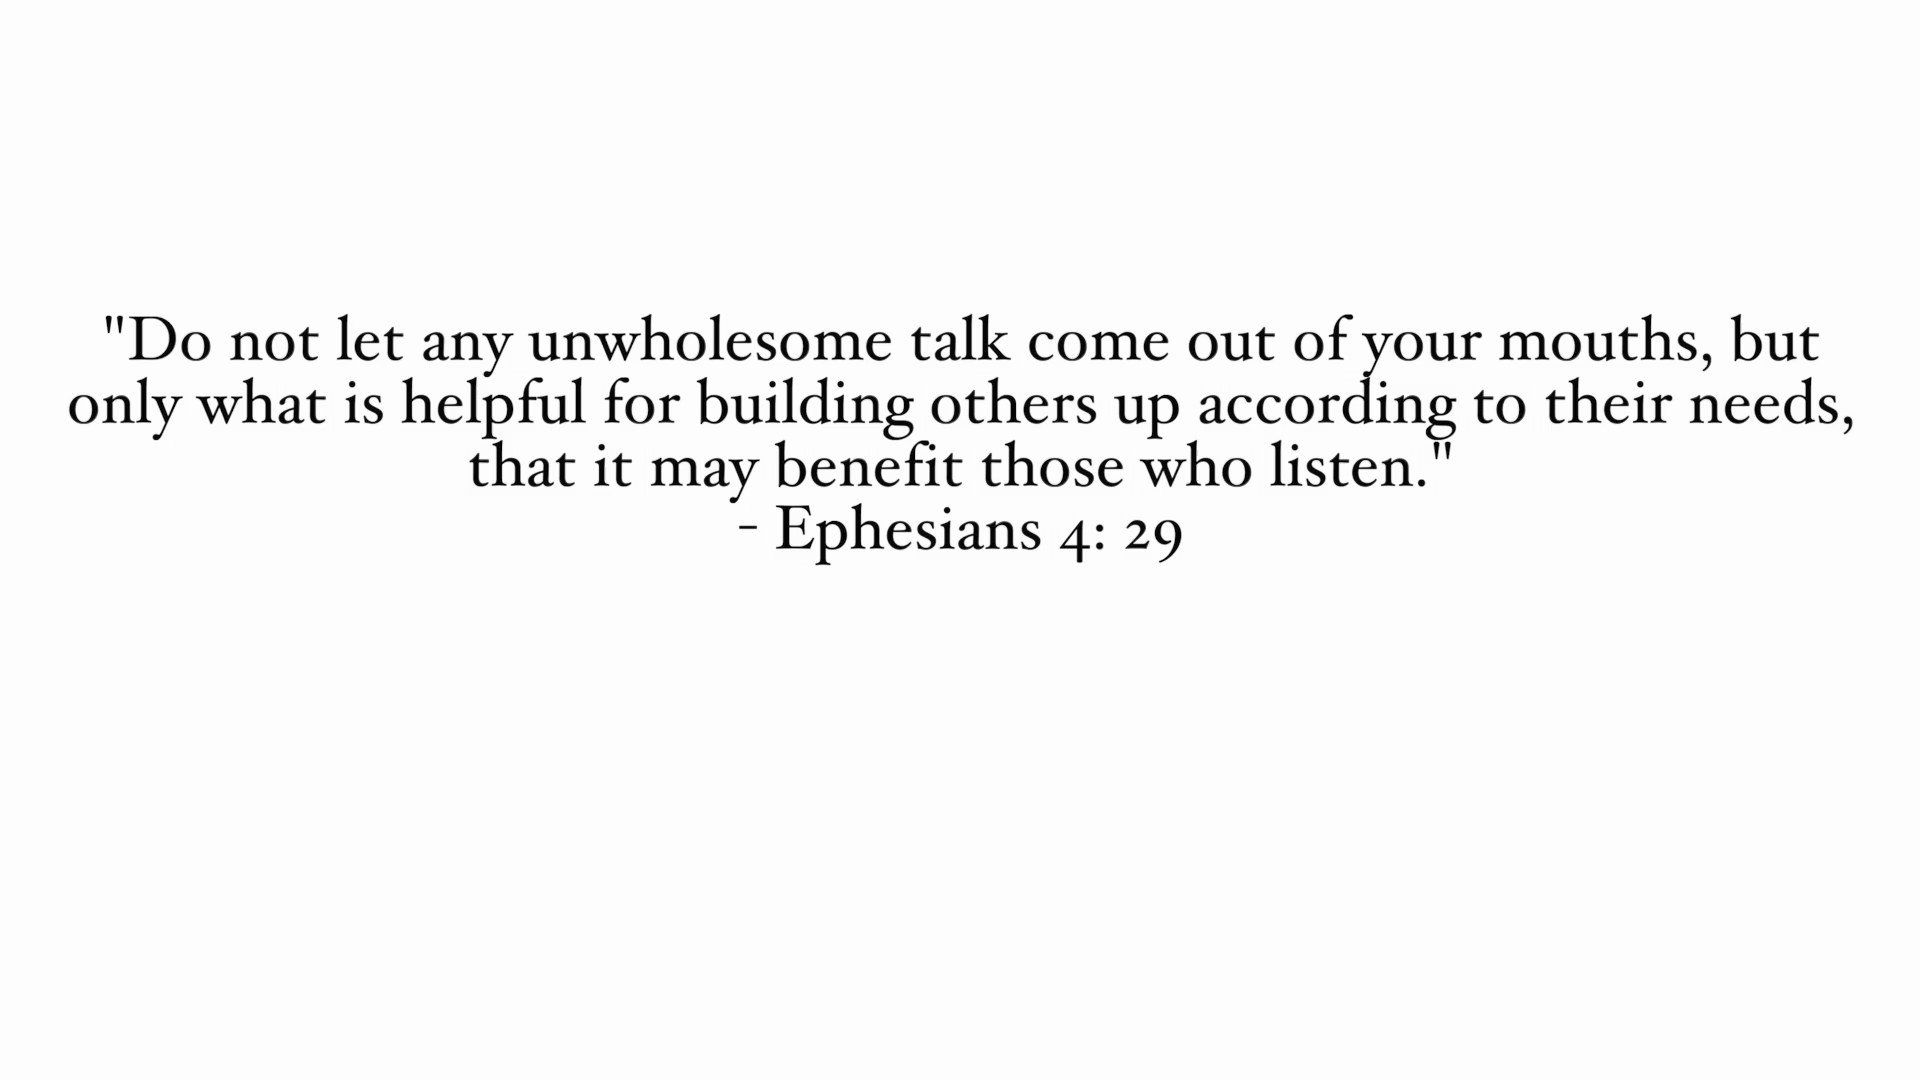 "Do not let any unwholesome talk come out of your mouths, but
only what is helpful for building others up according to their needs,
that it may benefit those who listen."
- Ephesians 4: 29